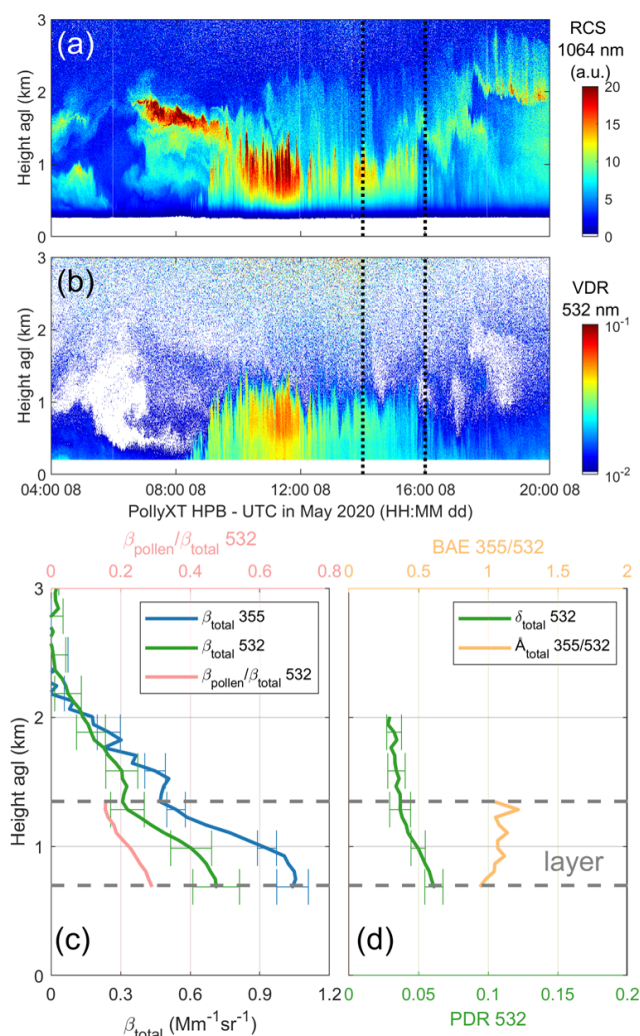 (a)
3
2
1
0
Height agl (km)
RCS
1064 nm
(a.u.)
20
15
10
5
0
(b)
3
2
1
0
Height agl (km)
VDR
532 nm
10⁻¹
10⁻²
04:00 08 08:00 08 12:00 08 16:00 08 20:00 08
PollyXT HPB - UTC in May 2020 (HH:MM dd)
β_pollen/β_total 532
0 0.2 0.4 0.6 0.8
3
2
1
0
Height agl (km)
β_total 355
β_total 532
β_pollen/β_total 532
(c)
0 0.3 0.6 0.9 1.2
β_total (Mm⁻¹sr⁻¹)
BAE 355/532
0 0.5 1 1.5 2
δ_total 532
Å_total 355/532
layer
(d)
0 0.05 0.1 0.15 0.2
PDR 532